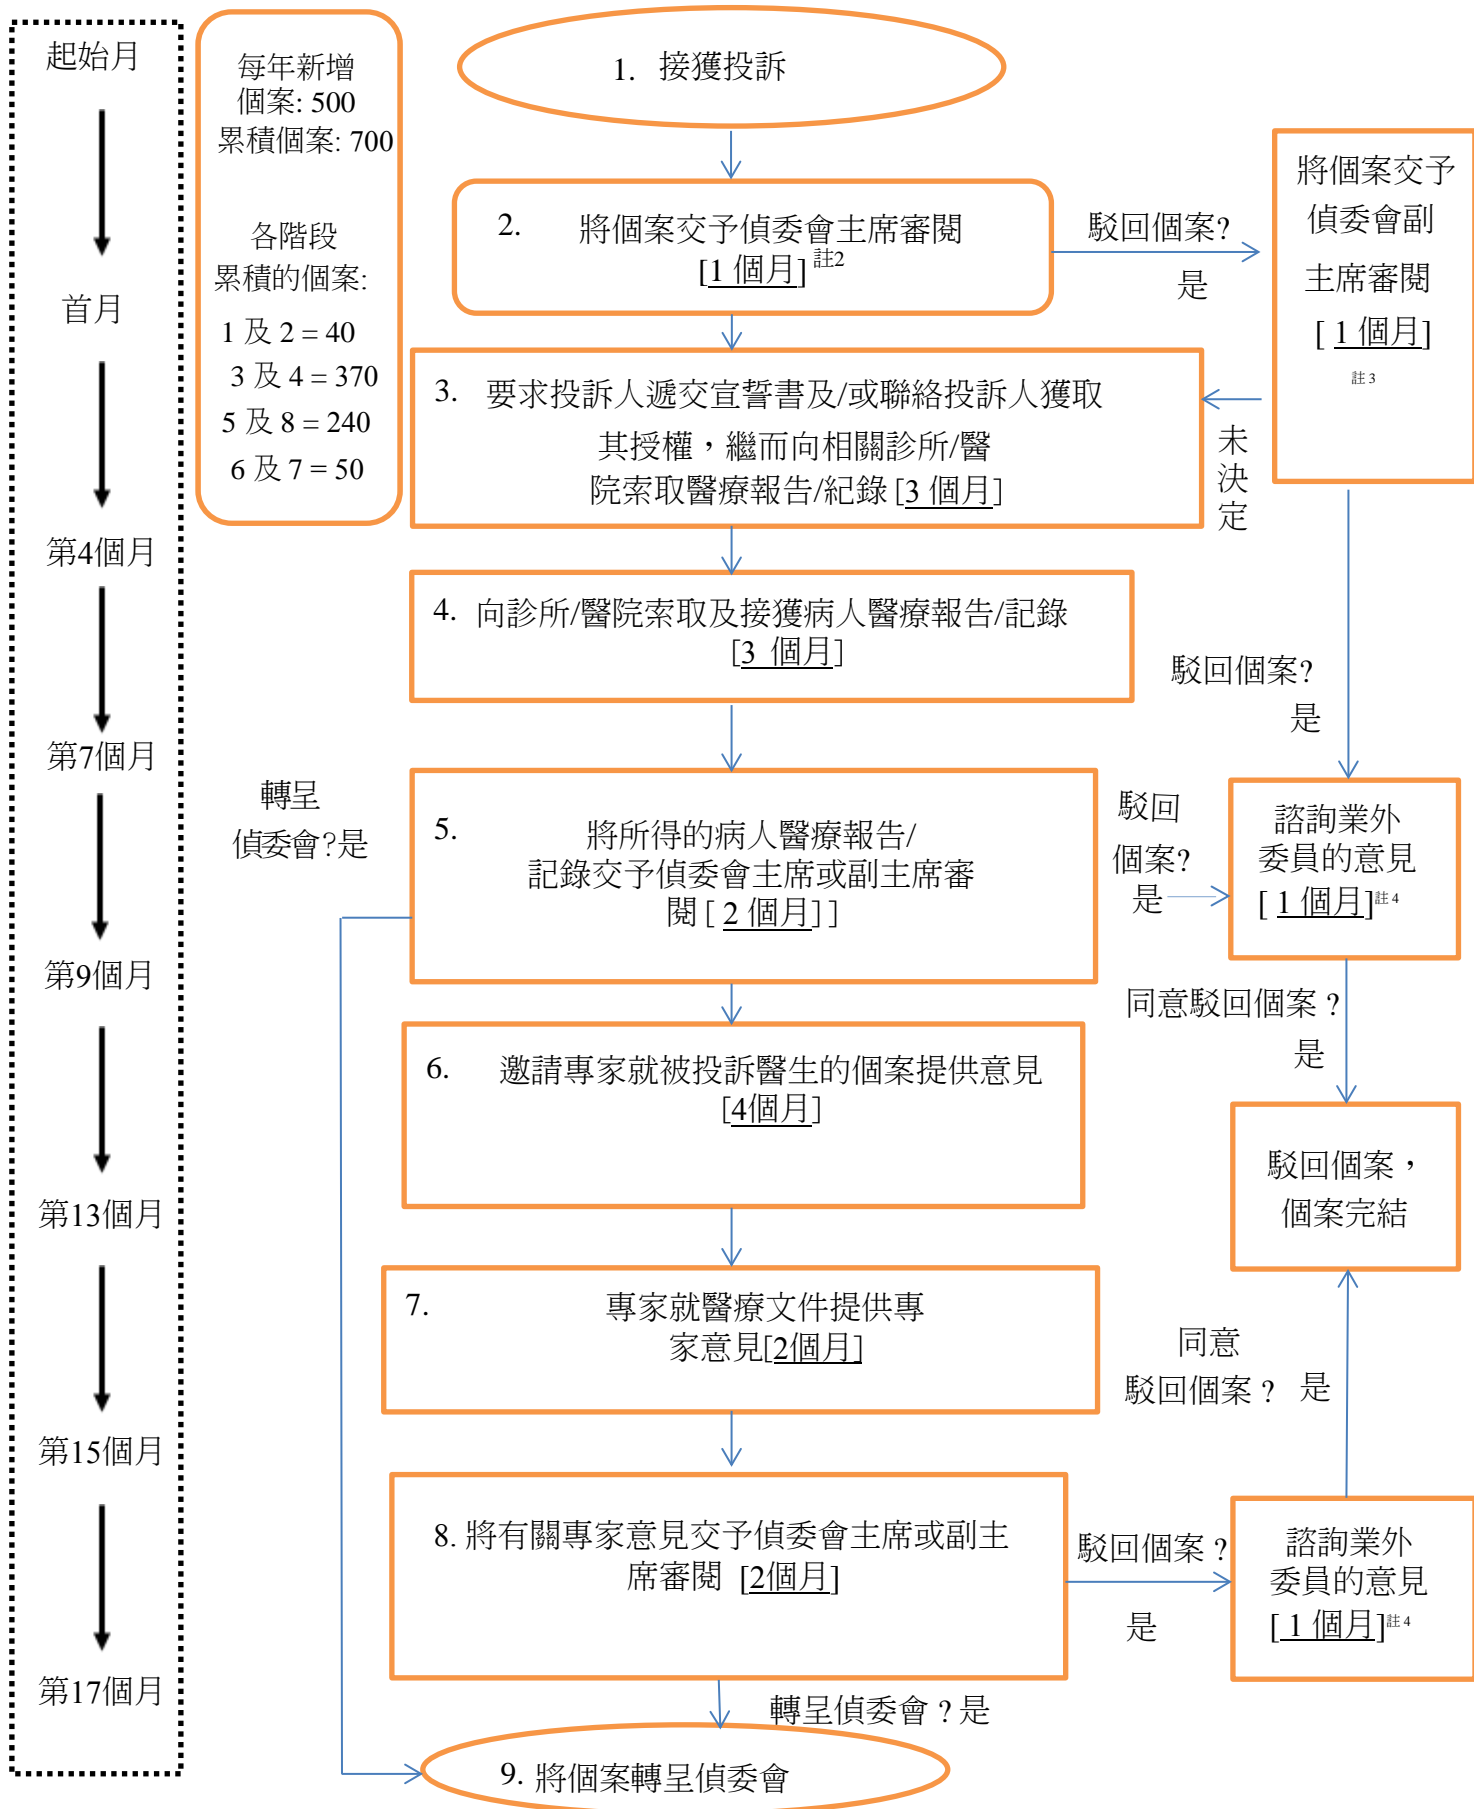 起始月
首月
第4個月
第7個月
第9個月
第13個月
第15個月
第17個月
每年新增
個案: 500
累積個案: 700
各階段
累積的個案:
1 及 2 = 40
3 及 4 = 370
5 及 8 = 240
6 及 7 = 50
1. 接獲投訴
2. 將個案交予偵委會主席審閱
[1 個月] 註2
駁回個案?
是
將個案交予
偵委會副
主席審閱
[ 1 個月]
註 3
3. 要求投訴人遞交宣誓書及/或聯絡投訴人獲取
其授權，繼而向相關診所/醫
院索取醫療報告/紀錄 [3 個月]
未
決
定
4. 向診所/醫院索取及接獲病人醫療報告/記錄
[3 個月]
駁回個案?
是
轉呈
偵委會?是
5. 將所得的病人醫療報告/
記錄交予偵委會主席或副主席審
閱 [ 2 個月] ]
駁回
個案?
是
諮詢業外
委員的意見
[ 1 個月]註 4
同意駁回個案 ?
是
6. 邀請專家就被投訴醫生的個案提供意見
[4個月]
駁回個案，
個案完結
7. 專家就醫療文件提供專
家意見[2個月]
同意
駁回個案 ? 是
8. 將有關專家意見交予偵委會主席或副主
席審閱 [2個月]
駁回個案 ?
是
諮詢業外
委員的意見
[ 1 個月]註 4
轉呈偵委會 ? 是
9. 將個案轉呈偵委會